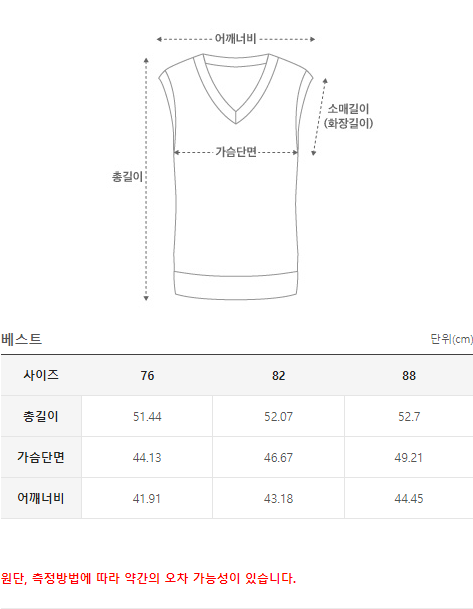 어깨너비
소매길이
(화장길이)
가슴단면
총길이
베스트 단위(cm)
사이즈 76 82 88
총길이 51.44 52.07 52.7
가슴단면 44.13 46.67 49.21
어깨너비 41.91 43.18 44.45
원단, 측정방법에 따라 약간의 오차 가능성이 있습니다.